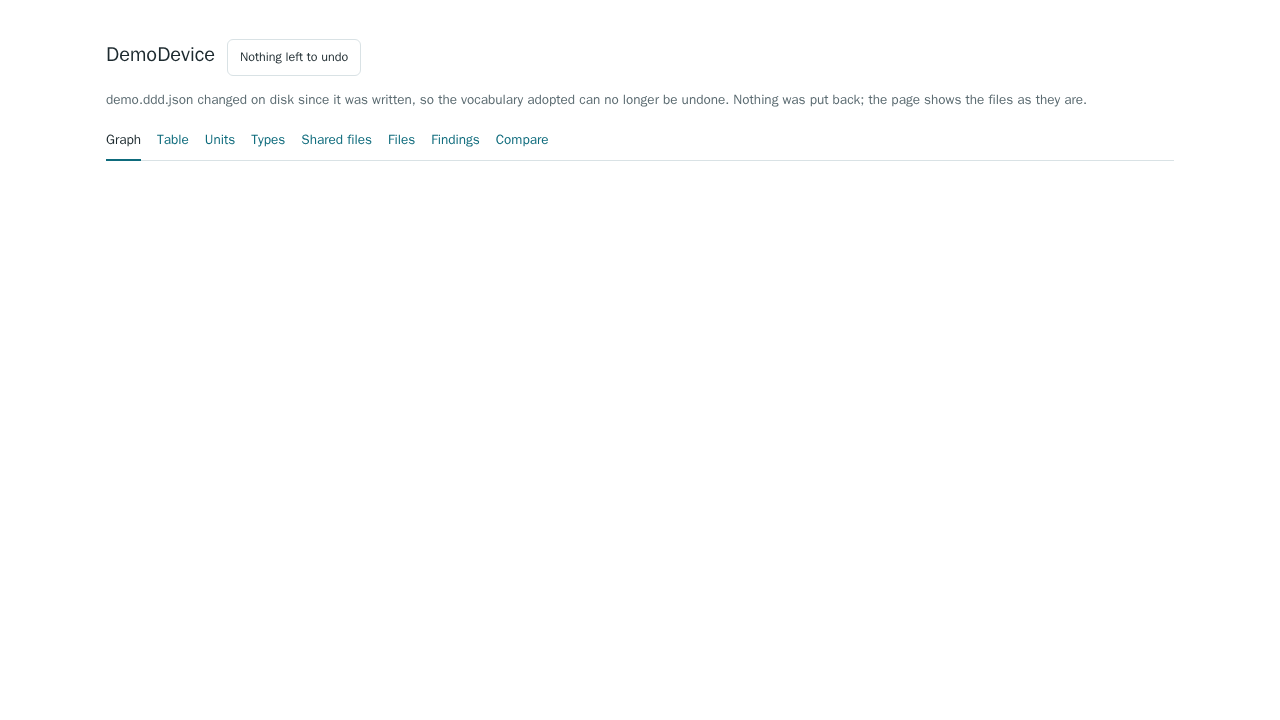 DemoDevice
Nothing left to undo
demo.ddd.json changed on disk since it was written, so the vocabulary adopted can no longer be undone. Nothing was put back; the page shows the files as they are.
Graph Table Units Types Shared files Files Findings Compare